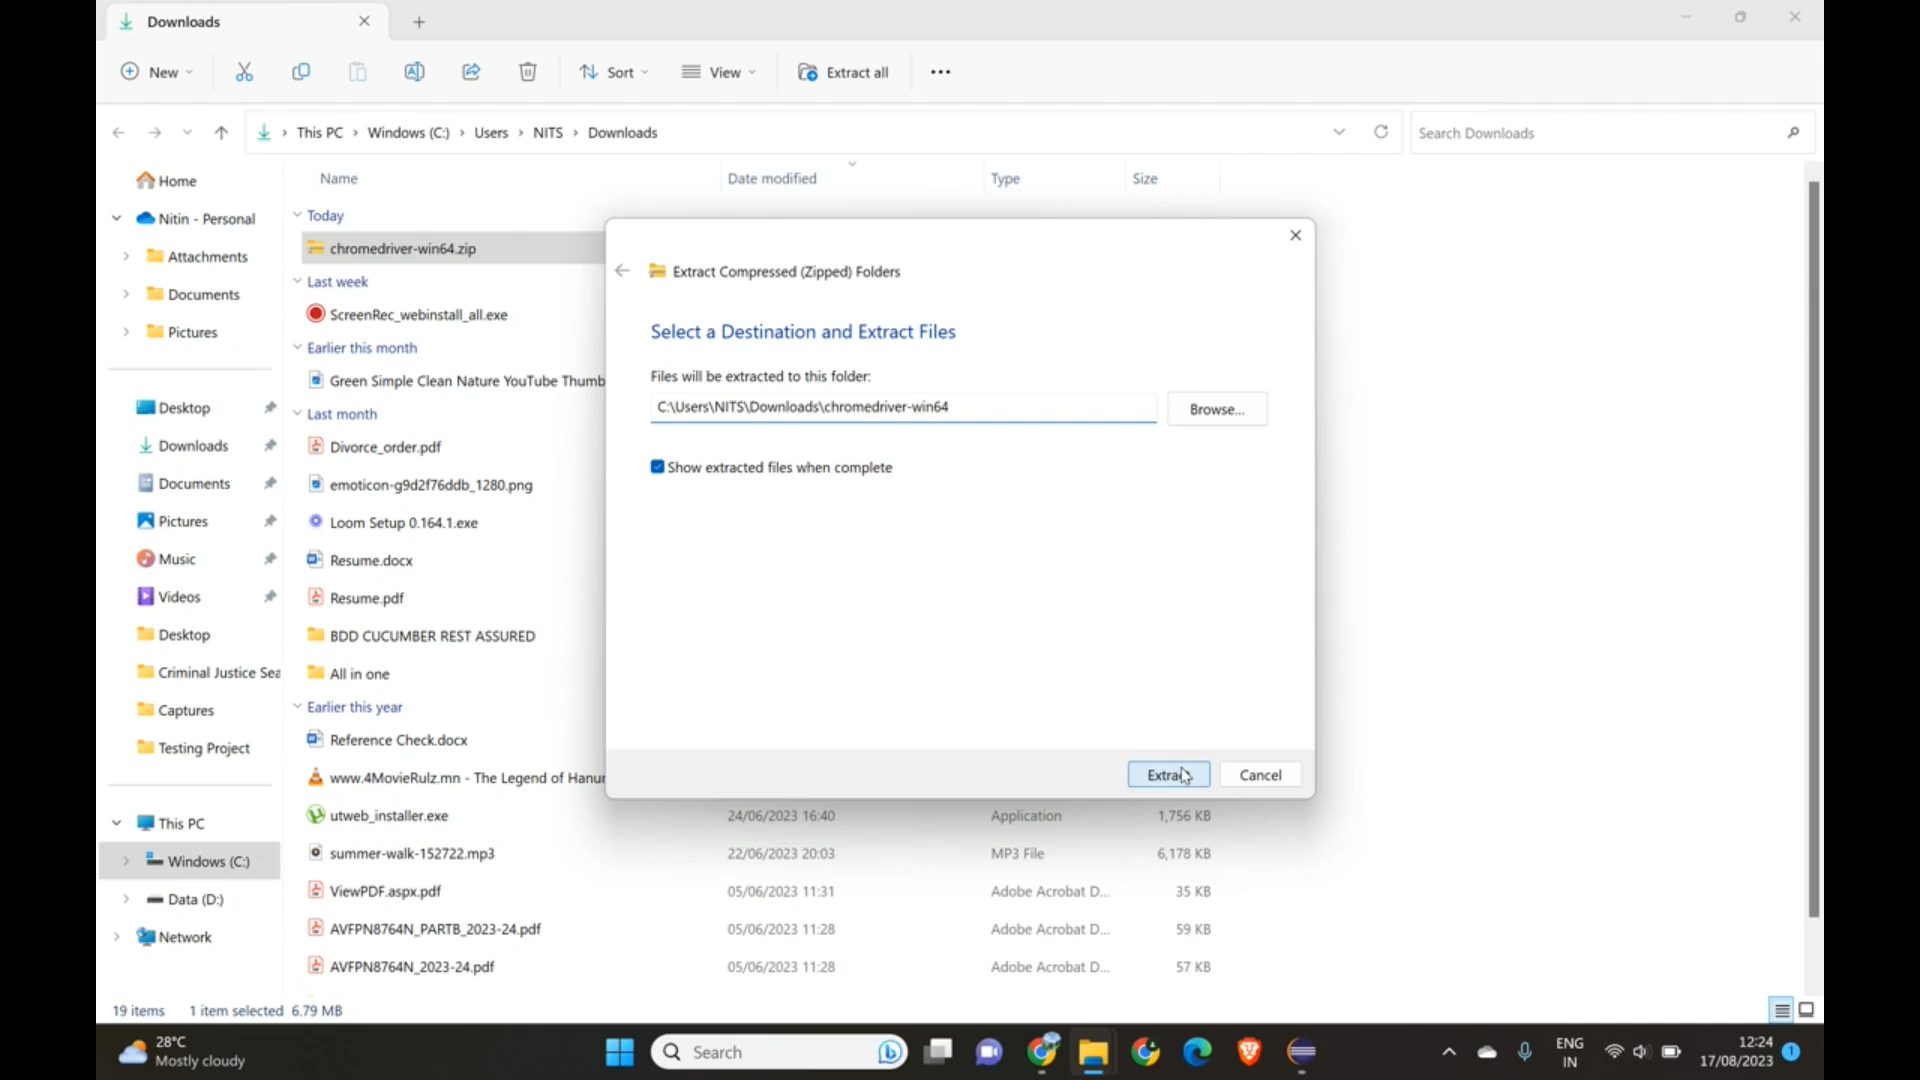 Downloads
New
Sort
View
Extract all
This PC > Windows (C:) > Users > NITS > Downloads
Search Downloads
Name
Date modified
Type
Size
Home
Nitin - Personal
Attachments
Documents
Pictures
Desktop
Downloads
Documents
Pictures
Music
Videos
Desktop
Criminal Justice Sea
Captures
Testing Project
This PC
Windows (C:)
Data (D:)
Network
Today
chromedriver-win64.zip
Last week
ScreenRec_webinstall_all.exe
Earlier this month
Green Simple Clean Nature YouTube Thumb
Last month
Divorce_order.pdf
emoticon-g9d2f76ddb_1280.png
Loom Setup 0.164.1.exe
Resume.docx
Resume.pdf
BDD CUCUMBER REST ASSURED
All in one
Earlier this year
Reference Check.docx
www.4MovieRulz.mn - The Legend of Hanur
utweb_installer.exe 24/06/2023 16:40 Application 1,756 KB
summer-walk-152722.mp3 22/06/2023 20:03 MP3 File 6,178 KB
ViewPDF.aspx.pdf 05/06/2023 11:31 Adobe Acrobat D... 35 KB
AVFPN8764N_PARTB_2023-24.pdf 05/06/2023 11:28 Adobe Acrobat D... 59 KB
AVFPN8764N_2023-24.pdf 05/06/2023 11:28 Adobe Acrobat D... 57 KB
Extract Compressed (Zipped) Folders
Select a Destination and Extract Files
Files will be extracted to this folder:
C:\Users\NITS\Downloads\chromedriver-win64
Browse...
Show extracted files when complete
Extract
Cancel
19 items 1 item selected 6.79 MB
28°C
Mostly cloudy
Search
ENG
IN
12:24
17/08/2023
1